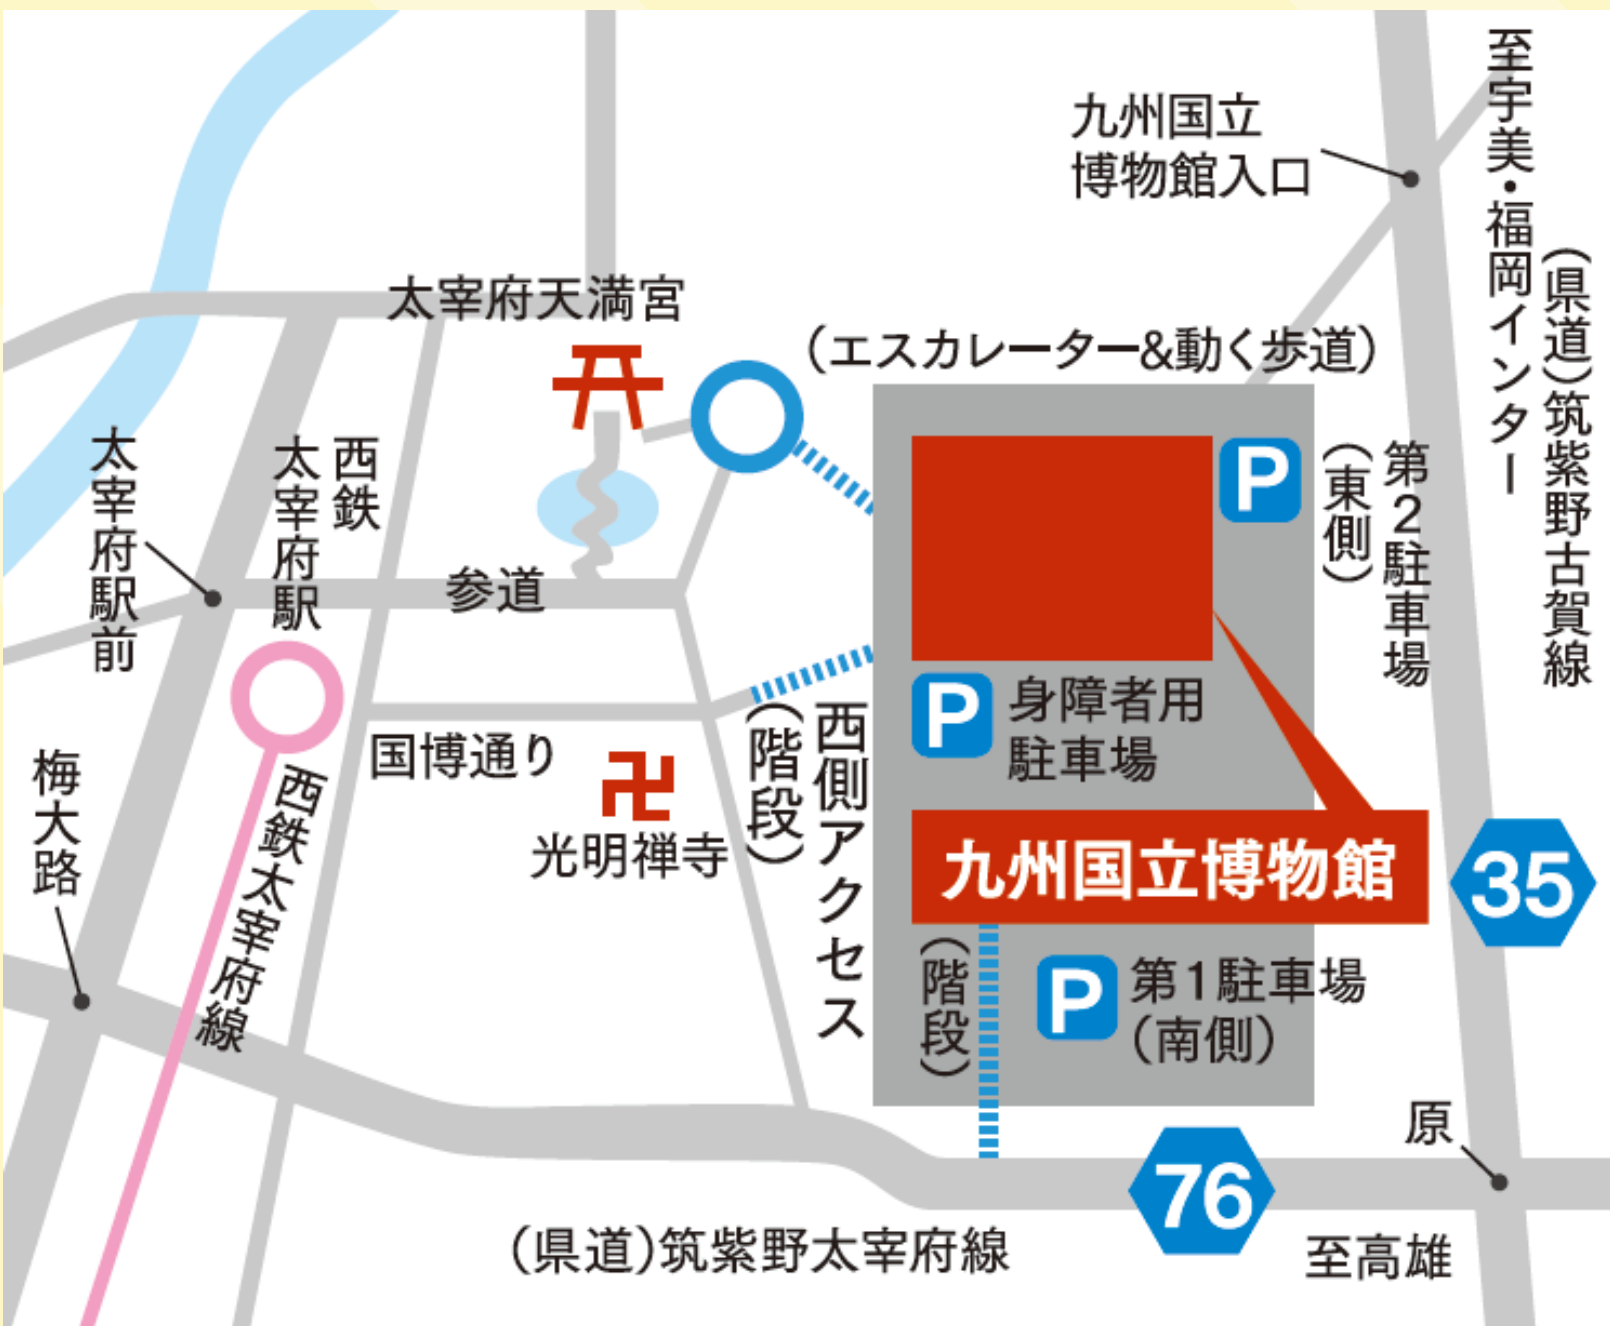 九州国立
博物館入口
至宇美・福岡インター
(県道)筑紫野古賀線
太宰府天満宮
(エスカレーター&動く歩道)
太宰府駅前
西鉄
太宰府駅
参道
P
第2駐車場
(東側)
P
身障者用
駐車場
国博通り
光明禅寺
西側アクセス
(階段)
梅大路
西鉄太宰府線
九州国立博物館
35
(階段)
P
第1駐車場
(南側)
原
76
(県道)筑紫野太宰府線
至高雄